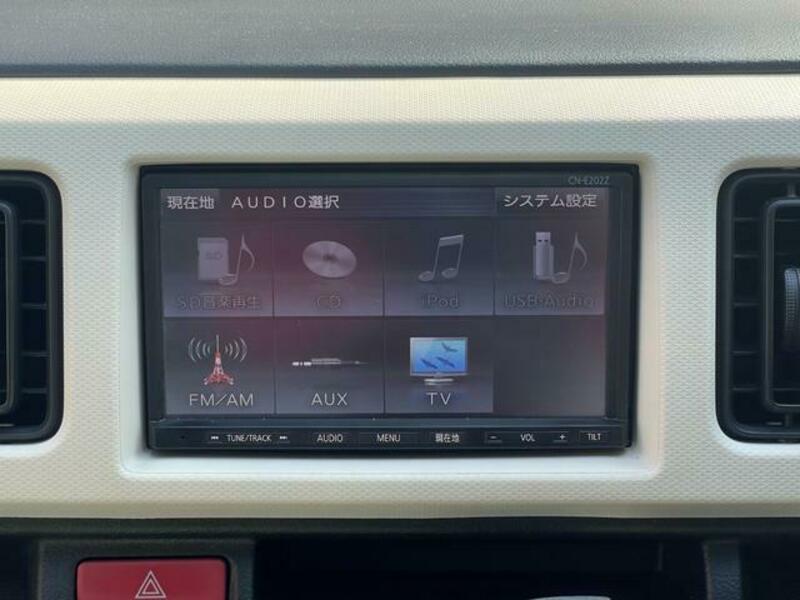 CN-E202Z
現在地 AUDIO選択 システム設定
SD
SD音楽再生 CD iPod USB-Audio
FM/AM AUX TV
TUNE/TRACK AUDIO MENU 現在地 − VOL + TILT